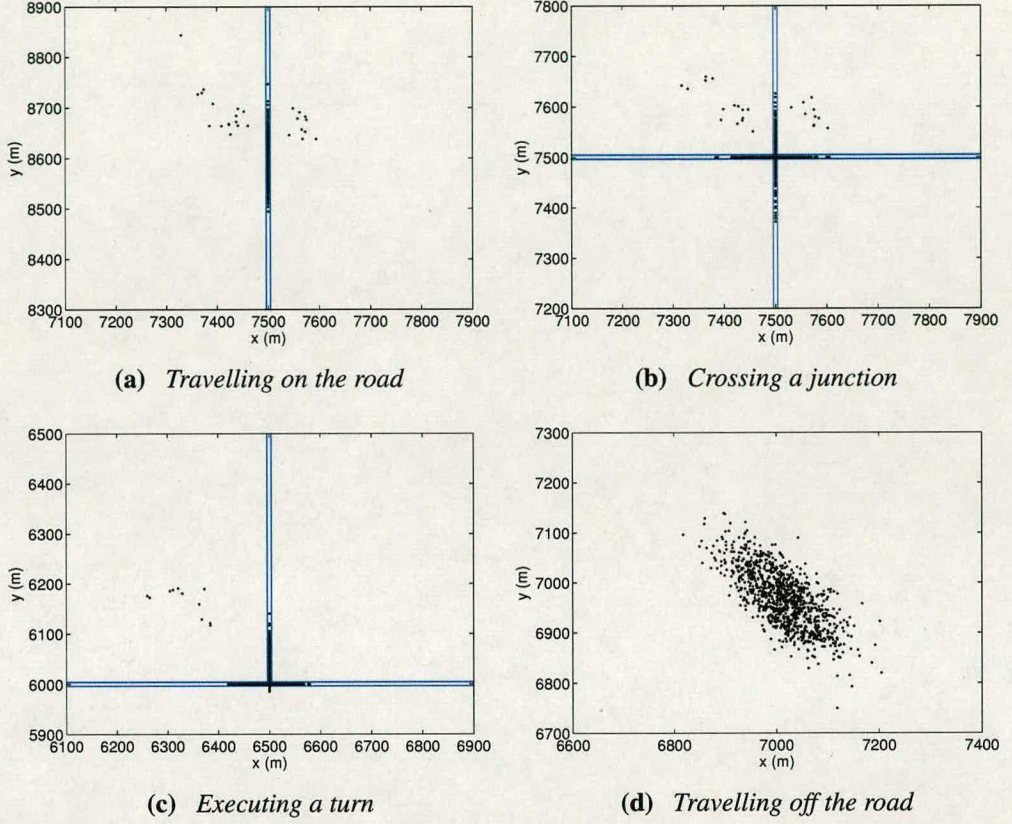 8900
8800
8700
8600
8500
8400
8300
y (m)
7100 7200 7300 7400 7500 7600 7700 7800 7900
x (m)
(a) Travelling on the road
7800
7700
7600
7500
7400
7300
7200
y (m)
7100 7200 7300 7400 7500 7600 7700 7800 7900
x (m)
(b) Crossing a junction
6500
6400
6300
6200
6100
6000
5900
y (m)
6100 6200 6300 6400 6500 6600 6700 6800 6900
x (m)
(c) Executing a turn
7300
7200
7100
7000
6900
6800
6700
y (m)
6600 6800 7000 7200 7400
x (m)
(d) Travelling off the road